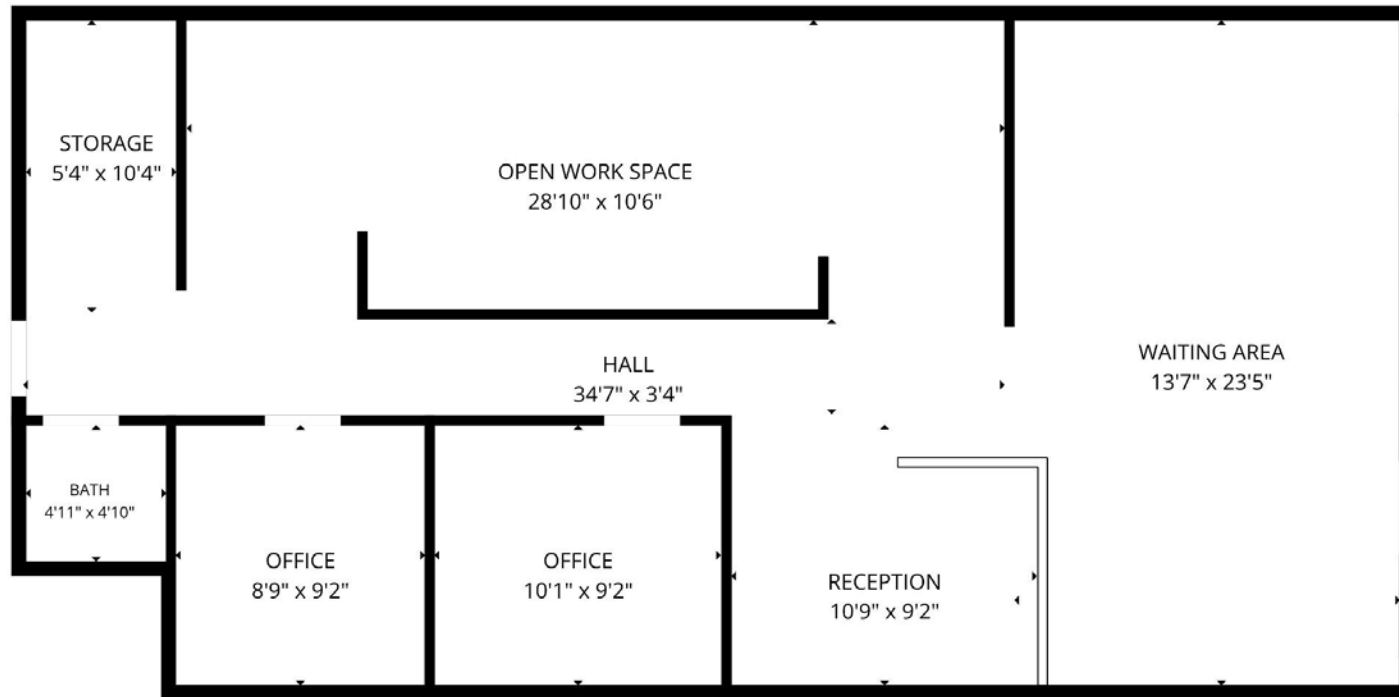 STORAGE
5'4" x 10'4"
OPEN WORK SPACE
28'10" x 10'6"
HALL
34'7" x 3'4"
WAITING AREA
13'7" x 23'5"
BATH
4'11" x 4'10"
OFFICE
8'9" x 9'2"
OFFICE
10'1" x 9'2"
RECEPTION
10'9" x 9'2"